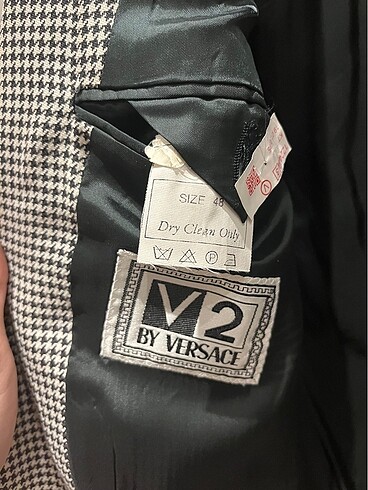 SIZE 48
Dry Clean Only
P
V2
BY VERSACE